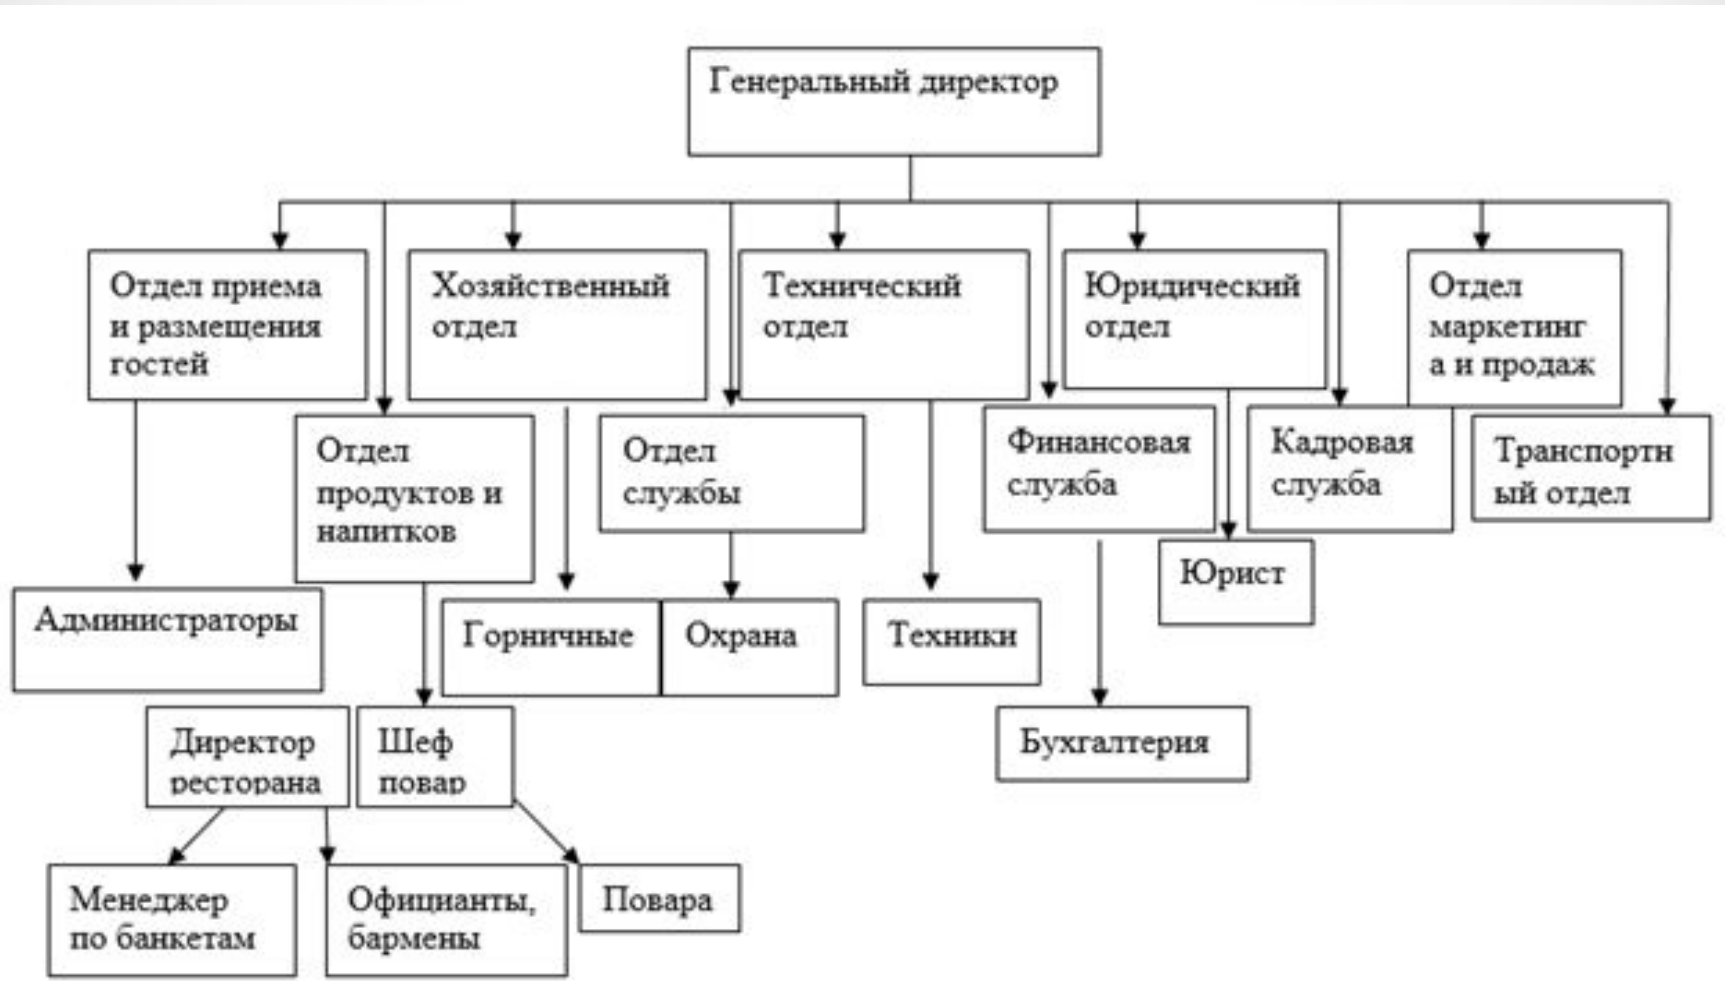 Генеральный директор
Отдел приема
и размещения
гостей
Хозяйственный
отдел
Технический
отдел
Юридический
отдел
Отдел
маркетинг
а и продаж
Отдел
продуктов и
напитков
Отдел
службы
Финансовая
служба
Кадровая
служба
Транспортн
ый отдел
Администраторы
Горничные
Охрана
Техники
Юрист
Директор
ресторана
Шеф
повар
Бухгалтерия
Менеджер
по банкетам
Официанты,
бармены
Повара